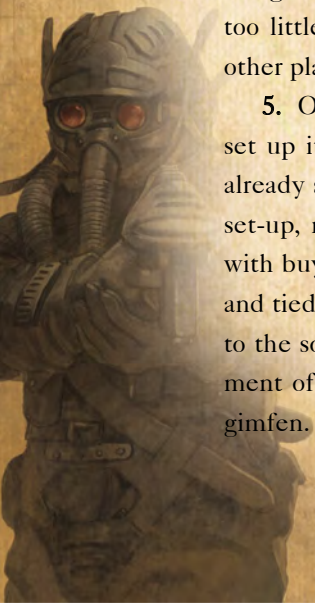 too little
other pla
5. O
set up i
already s
set-up, r
with buy
and tied
to the so
ment of
gimfen.